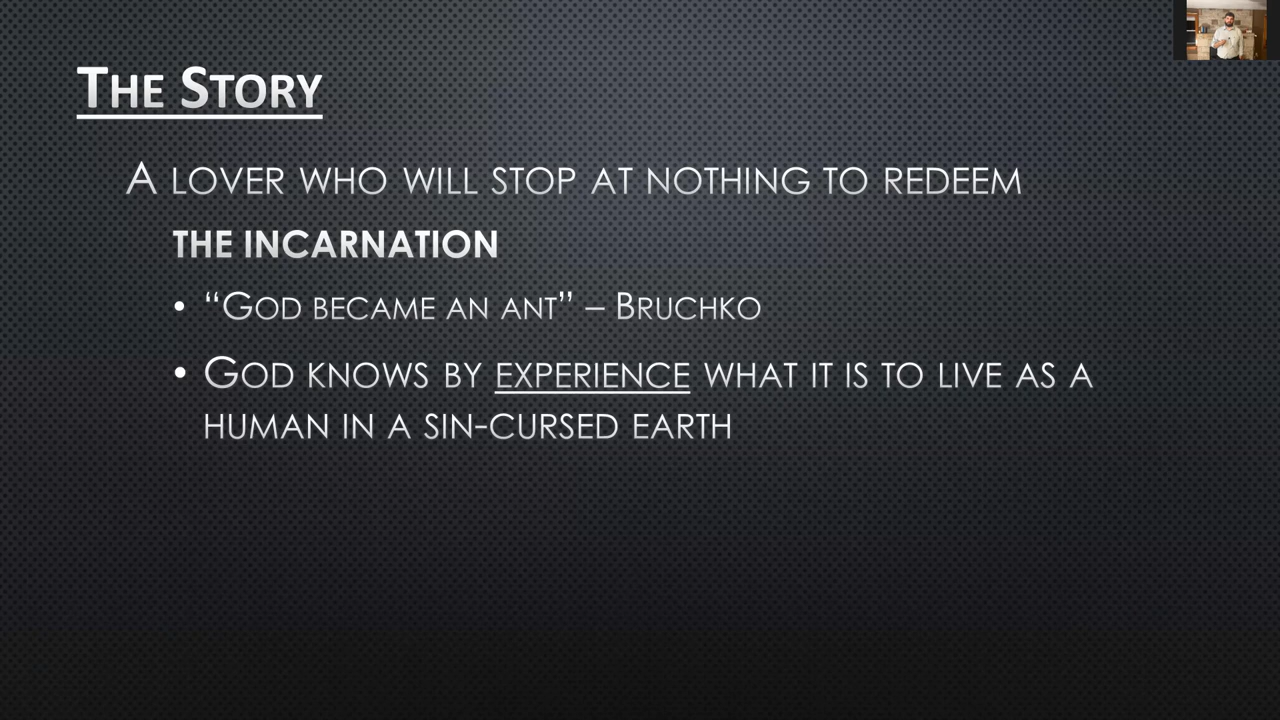 The Story
A lover who will stop at nothing to redeem
THE INCARNATION
• “God became an ant” – Bruchko
• God knows by experience what it is to live as a
human in a sin-cursed earth